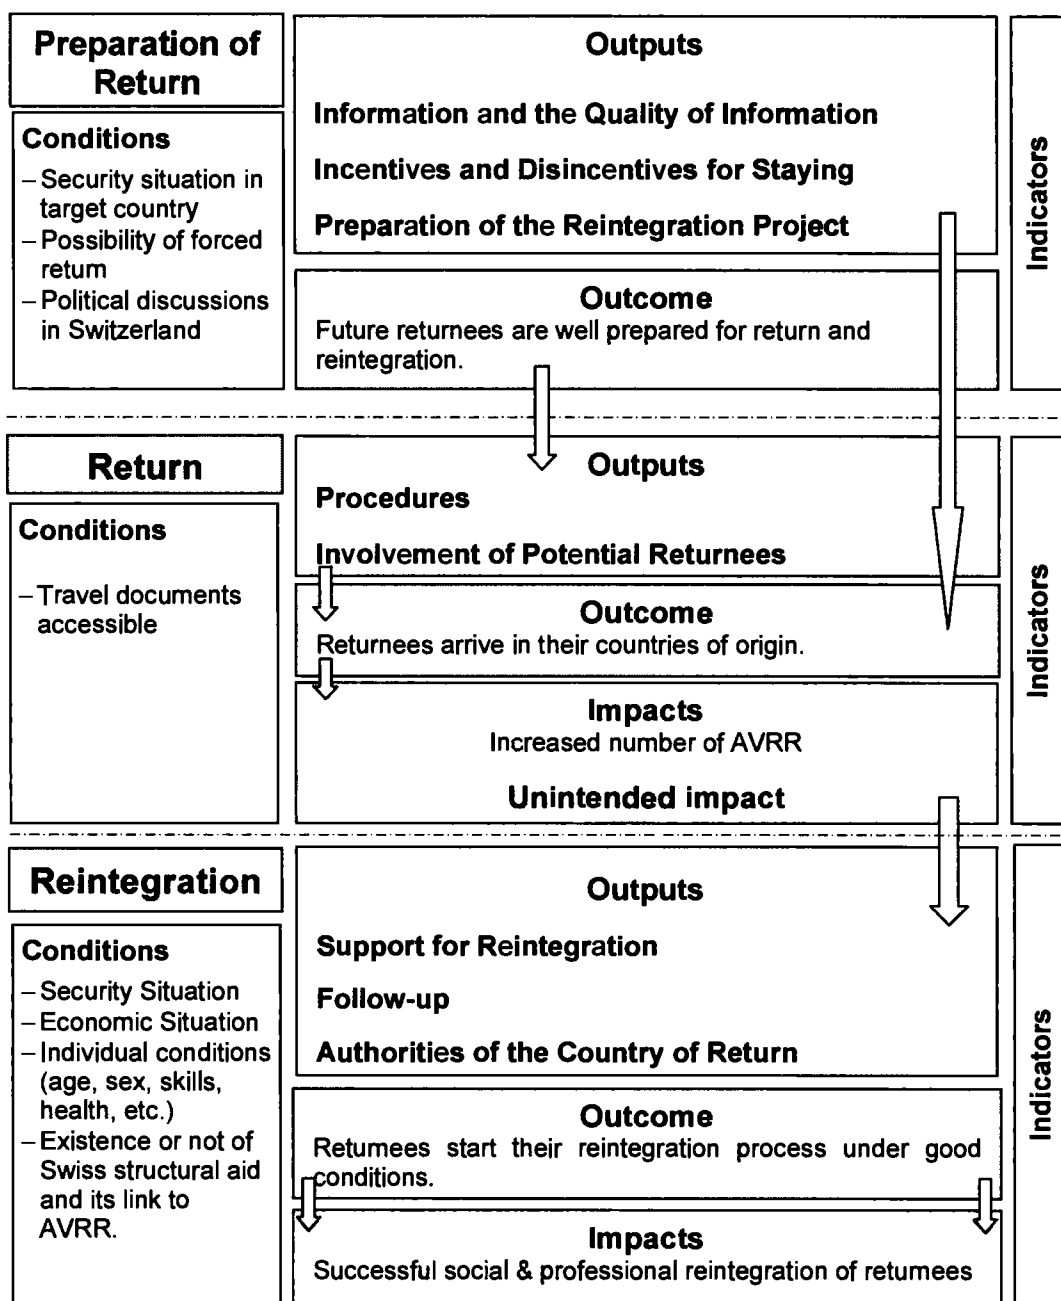 Preparation of
Return
Conditions
– Security situation in
target country
– Possibility of forced
return
– Political discussions
in Switzerland
Outputs
Information and the Quality of Information
Incentives and Disincentives for Staying
Preparation of the Reintegration Project
Outcome
Future returnees are well prepared for return and
reintegration.
Indicators
Return
Conditions
– Travel documents
accessible
Outputs
Procedures
Involvement of Potential Returnees
Outcome
Returnees arrive in their countries of origin.
Impacts
Increased number of AVRR
Unintended impact
Indicators
Reintegration
Conditions
– Security Situation
– Economic Situation
– Individual conditions
(age, sex, skills,
health, etc.)
– Existence or not of
Swiss structural aid
and its link to
AVRR.
Outputs
Support for Reintegration
Follow-up
Authorities of the Country of Return
Outcome
Returnees start their reintegration process under good
conditions.
Impacts
Successful social & professional reintegration of returnees
Indicators